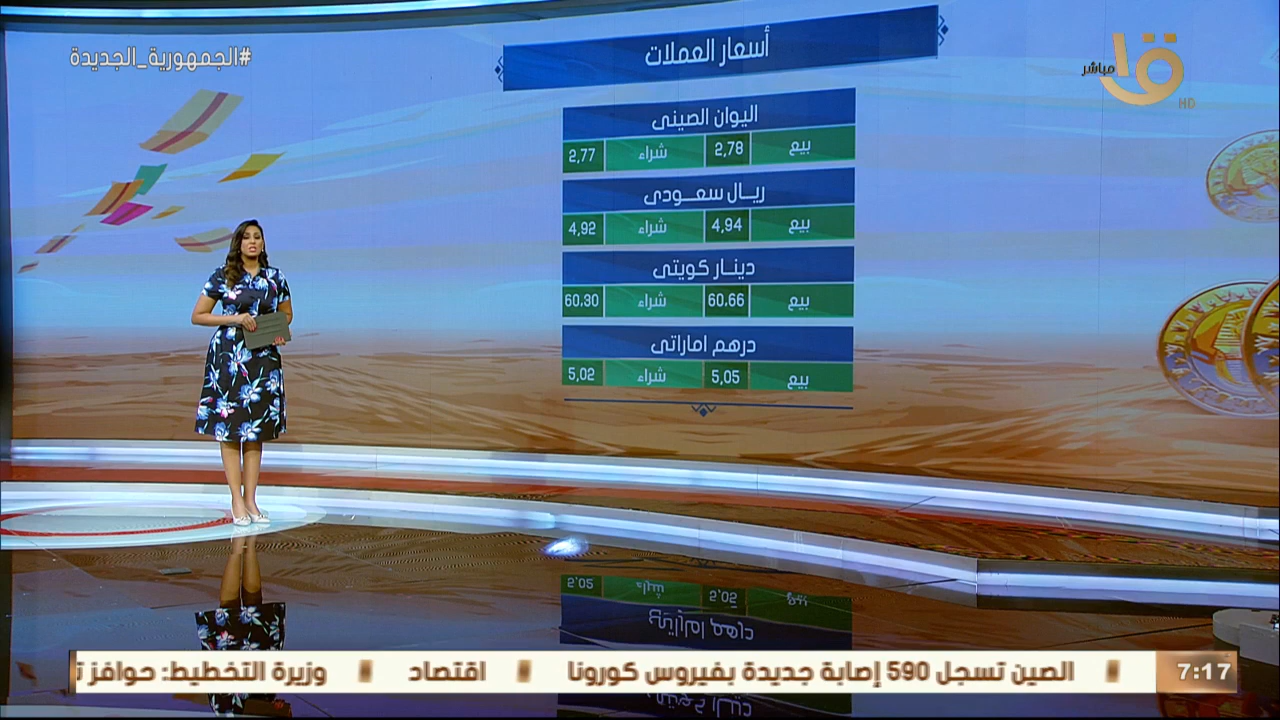 #الجمهورية_الجديدة
أسعار العملات
مباشر
HD
اليوان الصينى
بيع 2,78 شراء 2,77
ريال سعودى
بيع 4,94 شراء 4,92
دينار كويتى
بيع 60,66 شراء 60,30
درهم اماراتى
بيع 5,05 شراء 5,02
7:17 الصين تسجل 590 إصابة جديدة بفيروس كورونا اقتصاد وزيرة التخطيط: حوافز